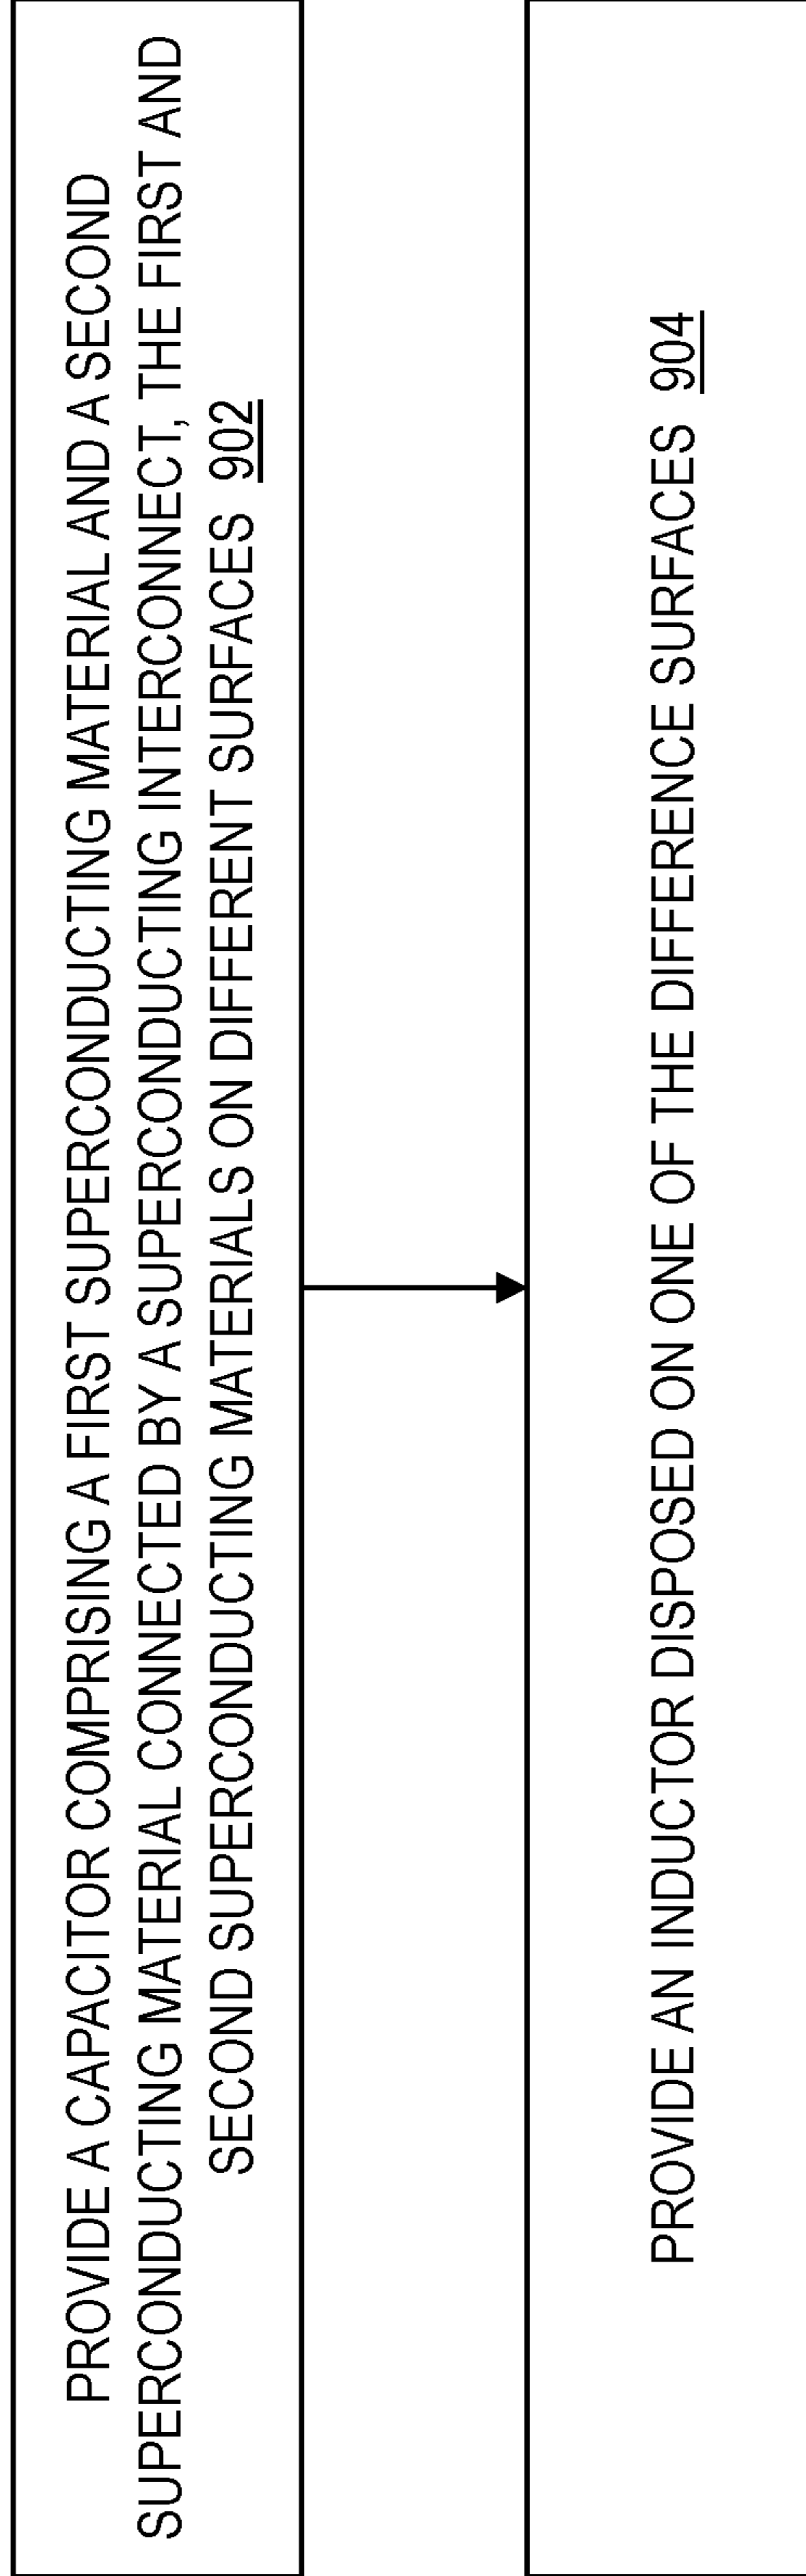 PROVIDE A CAPACITOR COMPRISING A FIRST SUPERCONDUCTING MATERIAL AND A SECOND
SUPERCONDUCTING MATERIAL CONNECTED BY A SUPERCONDUCTING INTERCONNECT, THE FIRST AND
SECOND SUPERCONDUCTING MATERIALS ON DIFFERENT SURFACES 902
PROVIDE AN INDUCTOR DISPOSED ON ONE OF THE DIFFERENCE SURFACES 904